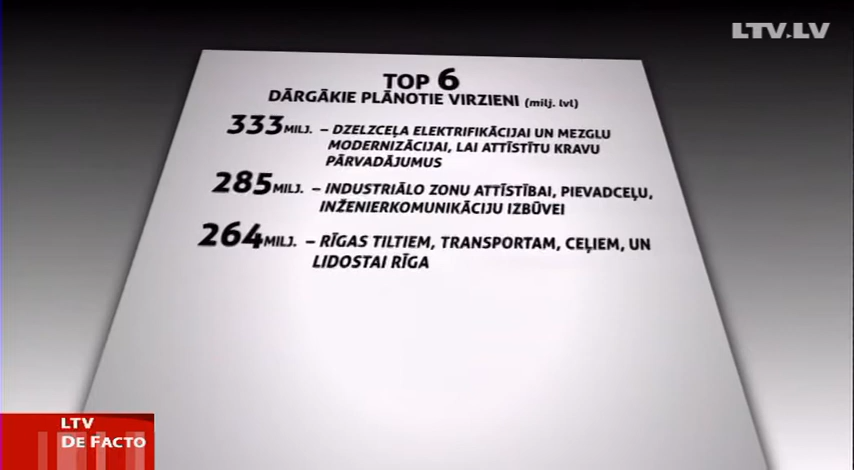 LTV.LV
TOP 6
DĀRGĀKIE PLĀNOTIE VIRZIENI (milj. lvl)
333 MILJ. – DZELZCEĻA ELEKTRIFIKĀCIJAI UN MEZGLU
MODERNIZĀCIJAI, LAI ATTĪSTĪTU KRAVU
PĀRVADĀJUMUS
285 MILJ. – INDUSTRIĀLO ZONU ATTĪSTĪBAI, PIEVADCEĻU,
INŽENIERKOMUNIKĀCIJU IZBŪVEI
264 MILJ. – RĪGAS TILTIEM, TRANSPORTAM, CEĻIEM, UN
LIDOSTAI RĪGA
LTV
DE FACTO